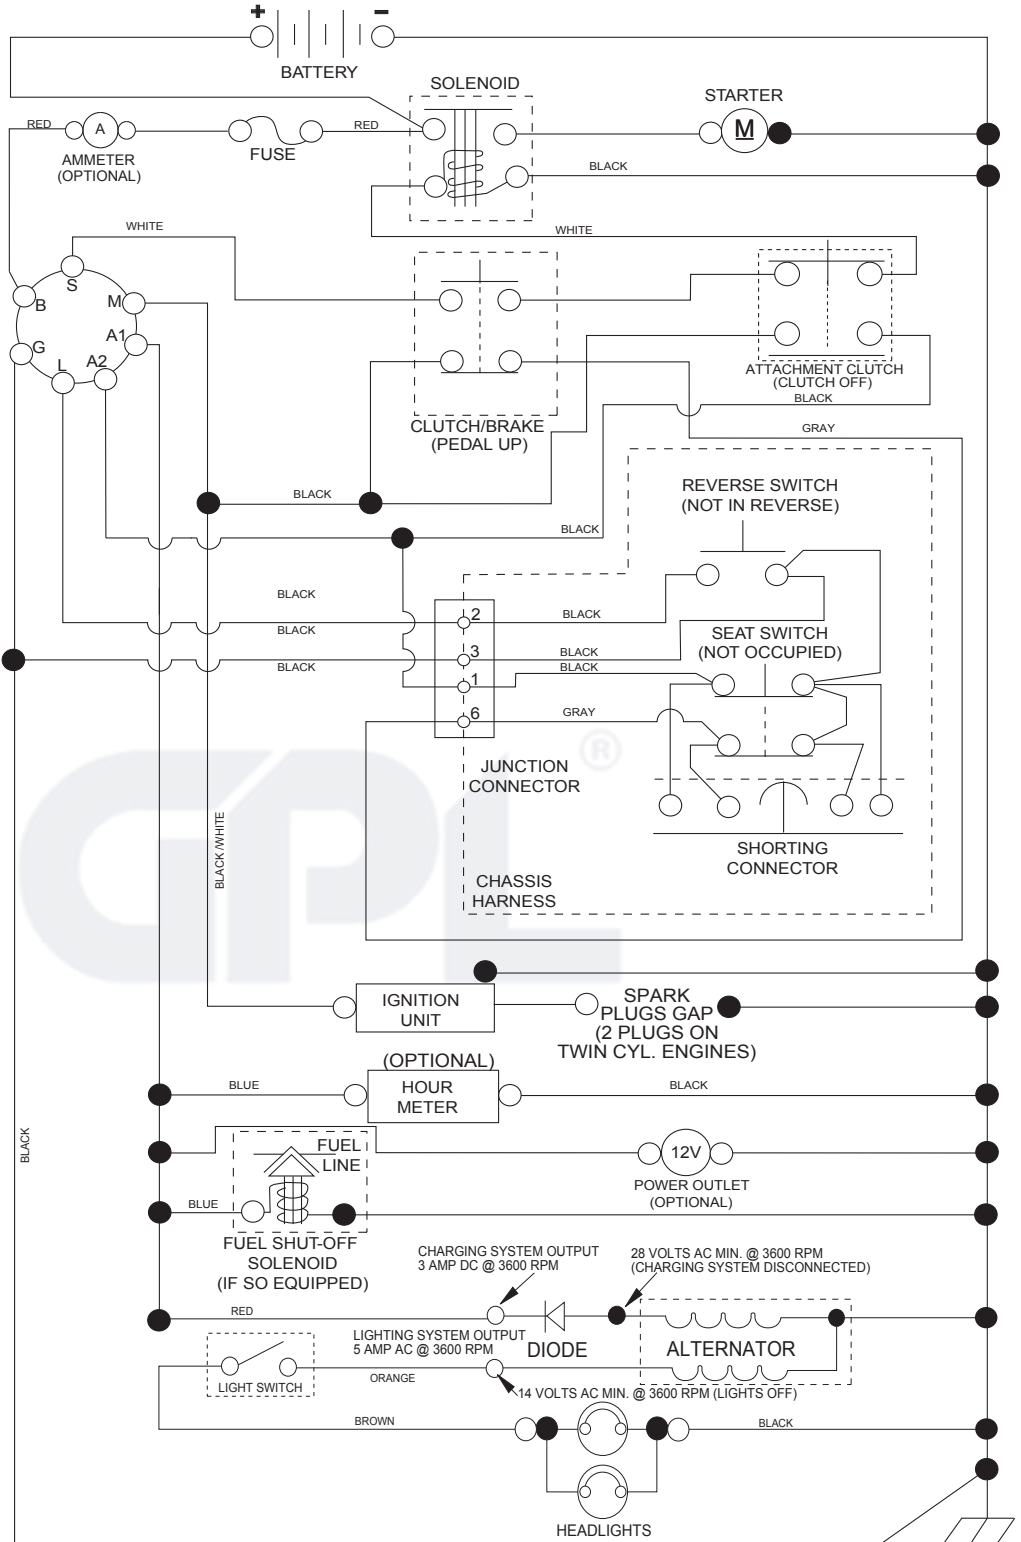 + −
BATTERY
SOLENOID
STARTER
RED
A
RED
M
FUSE
AMMETER
(OPTIONAL)
BLACK
WHITE
WHITE
S
B
M
A1
G
L
A2
ATTACHMENT CLUTCH
(CLUTCH OFF)
BLACK
CLUTCH/BRAKE
(PEDAL UP)
GRAY
REVERSE SWITCH
(NOT IN REVERSE)
BLACK
BLACK
BLACK
2
BLACK
BLACK
SEAT SWITCH
(NOT OCCUPIED)
3
BLACK
BLACK
BLACK
1
6
GRAY
®
JUNCTION
CONNECTOR
GPL
BLACK /WHITE
SHORTING
CONNECTOR
CHASSIS
HARNESS
IGNITION
UNIT
SPARK
PLUGS GAP
(2 PLUGS ON
TWIN CYL. ENGINES)
(OPTIONAL)
BLUE
HOUR
METER
BLACK
BLACK
FUEL
LINE
12V
POWER OUTLET
(OPTIONAL)
BLUE
FUEL SHUT-OFF
SOLENOID
(IF SO EQUIPPED)
CHARGING SYSTEM OUTPUT
3 AMP DC @ 3600 RPM
28 VOLTS AC MIN. @ 3600 RPM
(CHARGING SYSTEM DISCONNECTED)
RED
LIGHTING SYSTEM OUTPUT
5 AMP AC @ 3600 RPM
DIODE
ALTERNATOR
LIGHT SWITCH
ORANGE
14 VOLTS AC MIN. @ 3600 RPM (LIGHTS OFF)
BROWN
BLACK
HEADLIGHTS